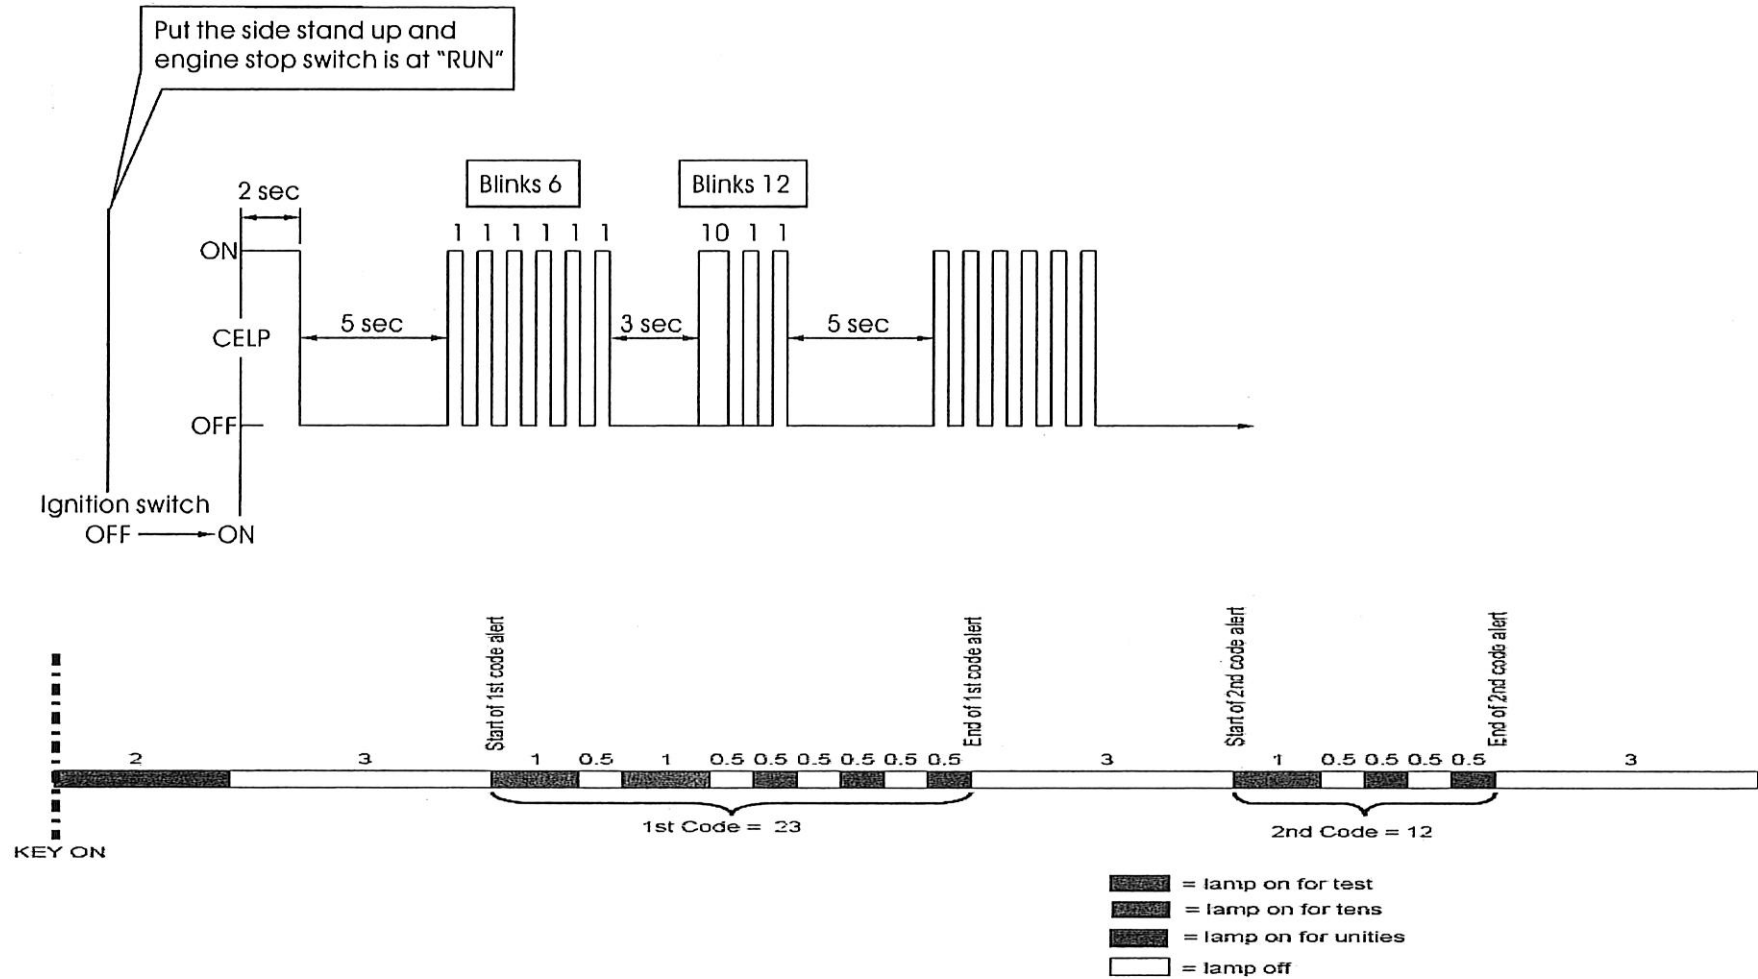 Put the side stand up and
engine stop switch is at "RUN"
2 sec
Blinks 6
Blinks 12
1 1 1 1 1 1
10 1 1
ON
CELP
5 sec
3 sec
5 sec
OFF
Ignition switch
OFF ON
Start of 1st code alert
End of 1st code alert
Start of 2nd code alert
End of 2nd code alert
2 3 1 0.5 1 0.5 0.5 0.5 0.5 0.5 0.5 3 1 0.5 0.5 0.5 0.5 3
1st Code = 23
2nd Code = 12
KEY ON
= lamp on for test
= lamp on for tens
= lamp on for unities
= lamp off